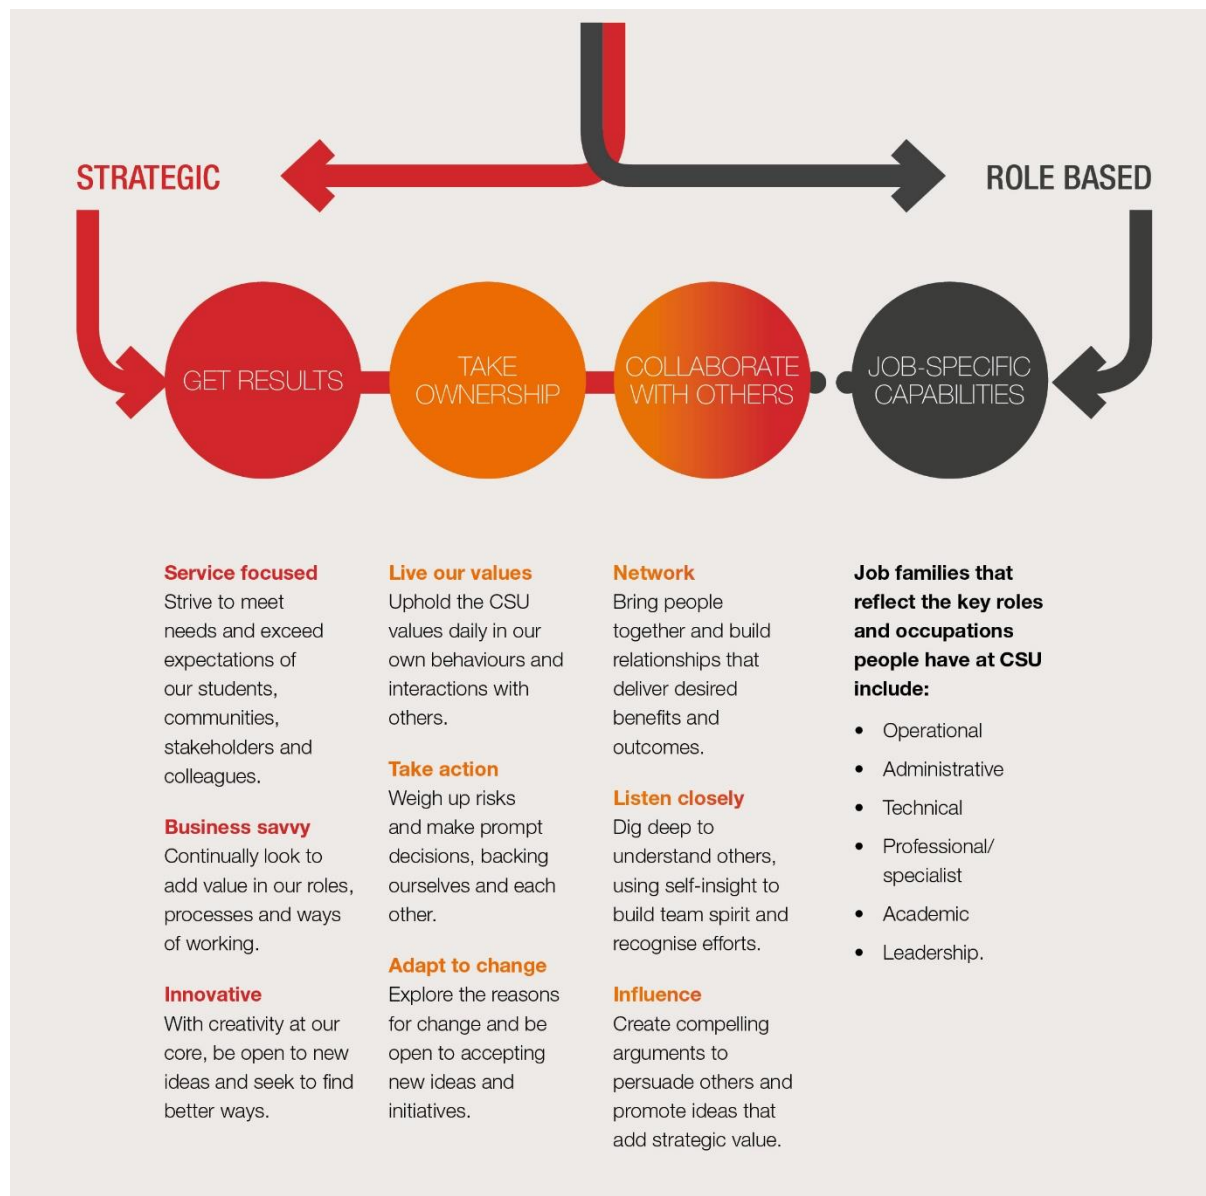 STRATEGIC
ROLE BASED
GET RESULTS
TAKE
OWNERSHIP
COLLABORATE
WITH OTHERS
JOB-SPECIFIC
CAPABILITIES
Service focused
Strive to meet
needs and exceed
expectations of
our students,
communities,
stakeholders and
colleagues.
Business savvy
Continually look to
add value in our roles,
processes and ways
of working.
Innovative
With creativity at our
core, be open to new
ideas and seek to find
better ways.
Live our values
Uphold the CSU
values daily in our
own behaviours and
interactions with
others.
Take action
Weigh up risks
and make prompt
decisions, backing
ourselves and each
other.
Adapt to change
Explore the reasons
for change and be
open to accepting
new ideas and
initiatives.
Network
Bring people
together and build
relationships that
deliver desired
benefits and
outcomes.
Listen closely
Dig deep to
understand others,
using self-insight to
build team spirit and
recognise efforts.
Influence
Create compelling
arguments to
persuade others and
promote ideas that
add strategic value.
Job families that
reflect the key roles
and occupations
people have at CSU
include:
• Operational
• Administrative
• Technical
• Professional/
specialist
• Academic
• Leadership.